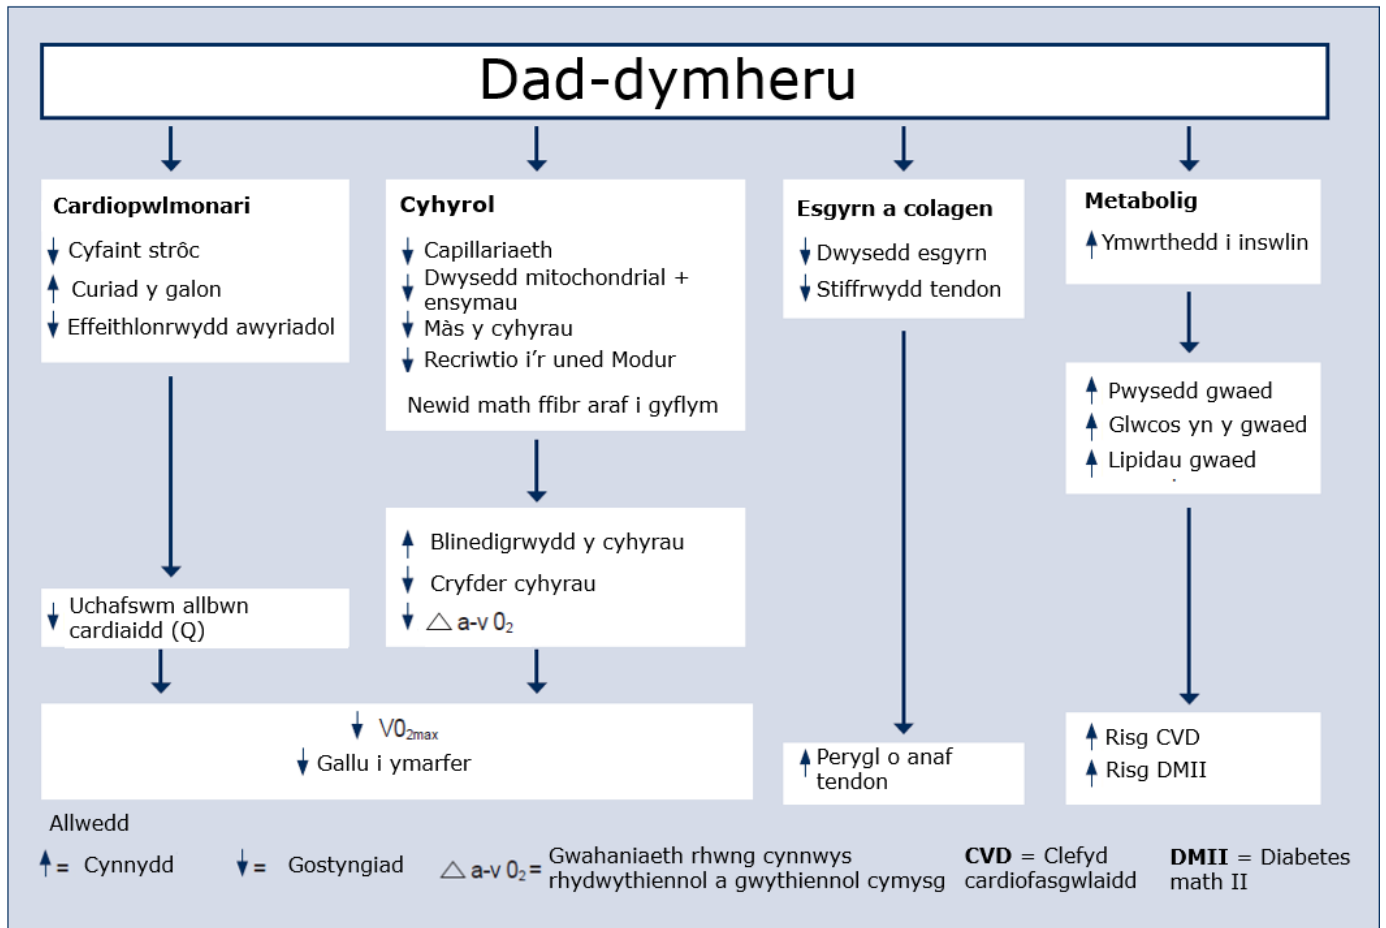 Dad-dymheru
Cardiopwlmonari
↓ Cyfaint strôc
↑ Curiad y galon
↓ Effeithlonrwydd awyriadol
↓ Uchafswm allbwn
cardiaidd (Q)
Cyhyrol
↓ Capillariaeth
↓ Dwysedd mitochondrial +
ensymau
↓ Màs y cyhyrau
↓ Recriwtio i'r uned Modur
Newid math ffibr araf i gyflym
↑ Blinedigrwydd y cyhyrau
↓ Cryfder cyhyrau
↓ △ a-v 0₂
↓ V0₂max
↓ Gallu i ymarfer
Esgyrn a colagen
↓ Dwysedd esgyrn
↓ Stiffrwydd tendon
↑ Perygl o anaf
tendon
Metabolig
↑ Ymwrthedd i inswlin
↑ Pwysedd gwaed
↑ Glwcos yn y gwaed
↑ Lipidau gwaed
↑ Risg CVD
↑ Risg DMII
Allwedd
↑ = Cynnydd
↓ = Gostyngiad
△ a-v 0₂ = Gwahaniaeth rhwng cynnwys
rhydwythiennol a gwythiennol cymysg
CVD = Clefyd
cardiofasgwlaidd
DMII = Diabetes
math II